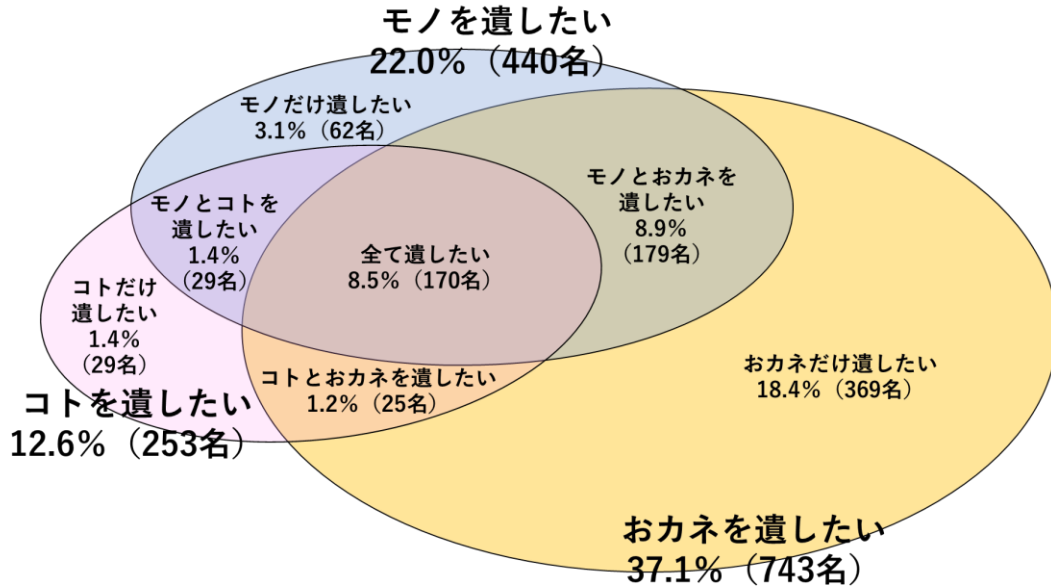 モノを遺したい
22.0%（440名）
モノだけ遺したい
3.1%（62名）
モノとおカネを
遺したい
8.9%
（179名）
モノとコトを
遺したい
1.4%
（29名）
全て遺したい
8.5%（170名）
コトだけ
遺したい
1.4%
（29名）
コトとおカネを遺したい
1.2%（25名）
おカネだけ遺したい
18.4%（369名）
コトを遺したい
12.6%（253名）
おカネを遺したい
37.1%（743名）